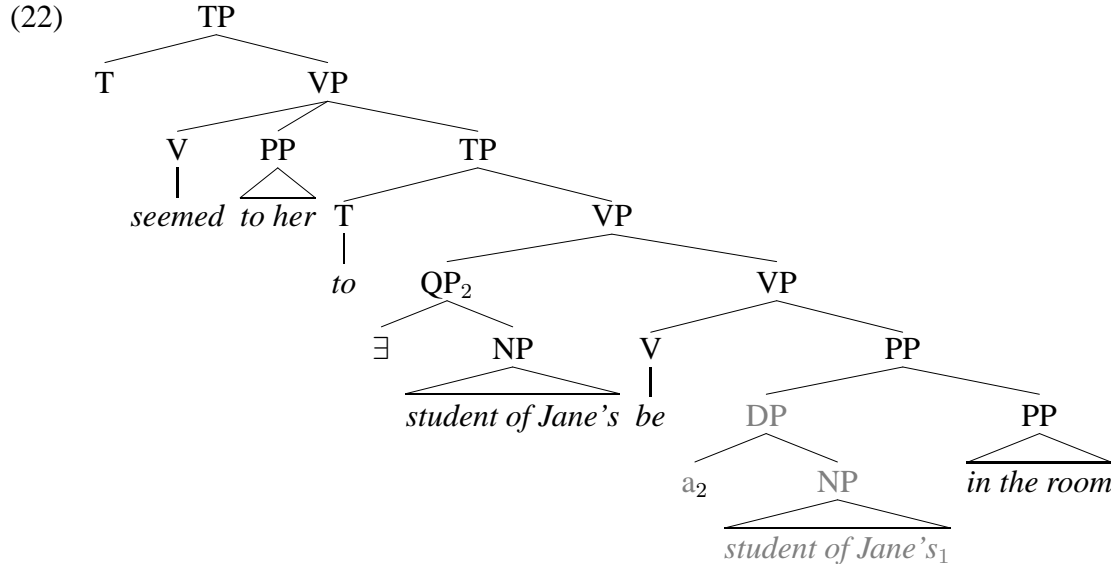 (22) TP
T VP
V PP TP
seemed to her T VP
to QP₂ VP
∃ NP V PP
student of Jane's be DP PP
a₂ NP in the room
student of Jane's₁